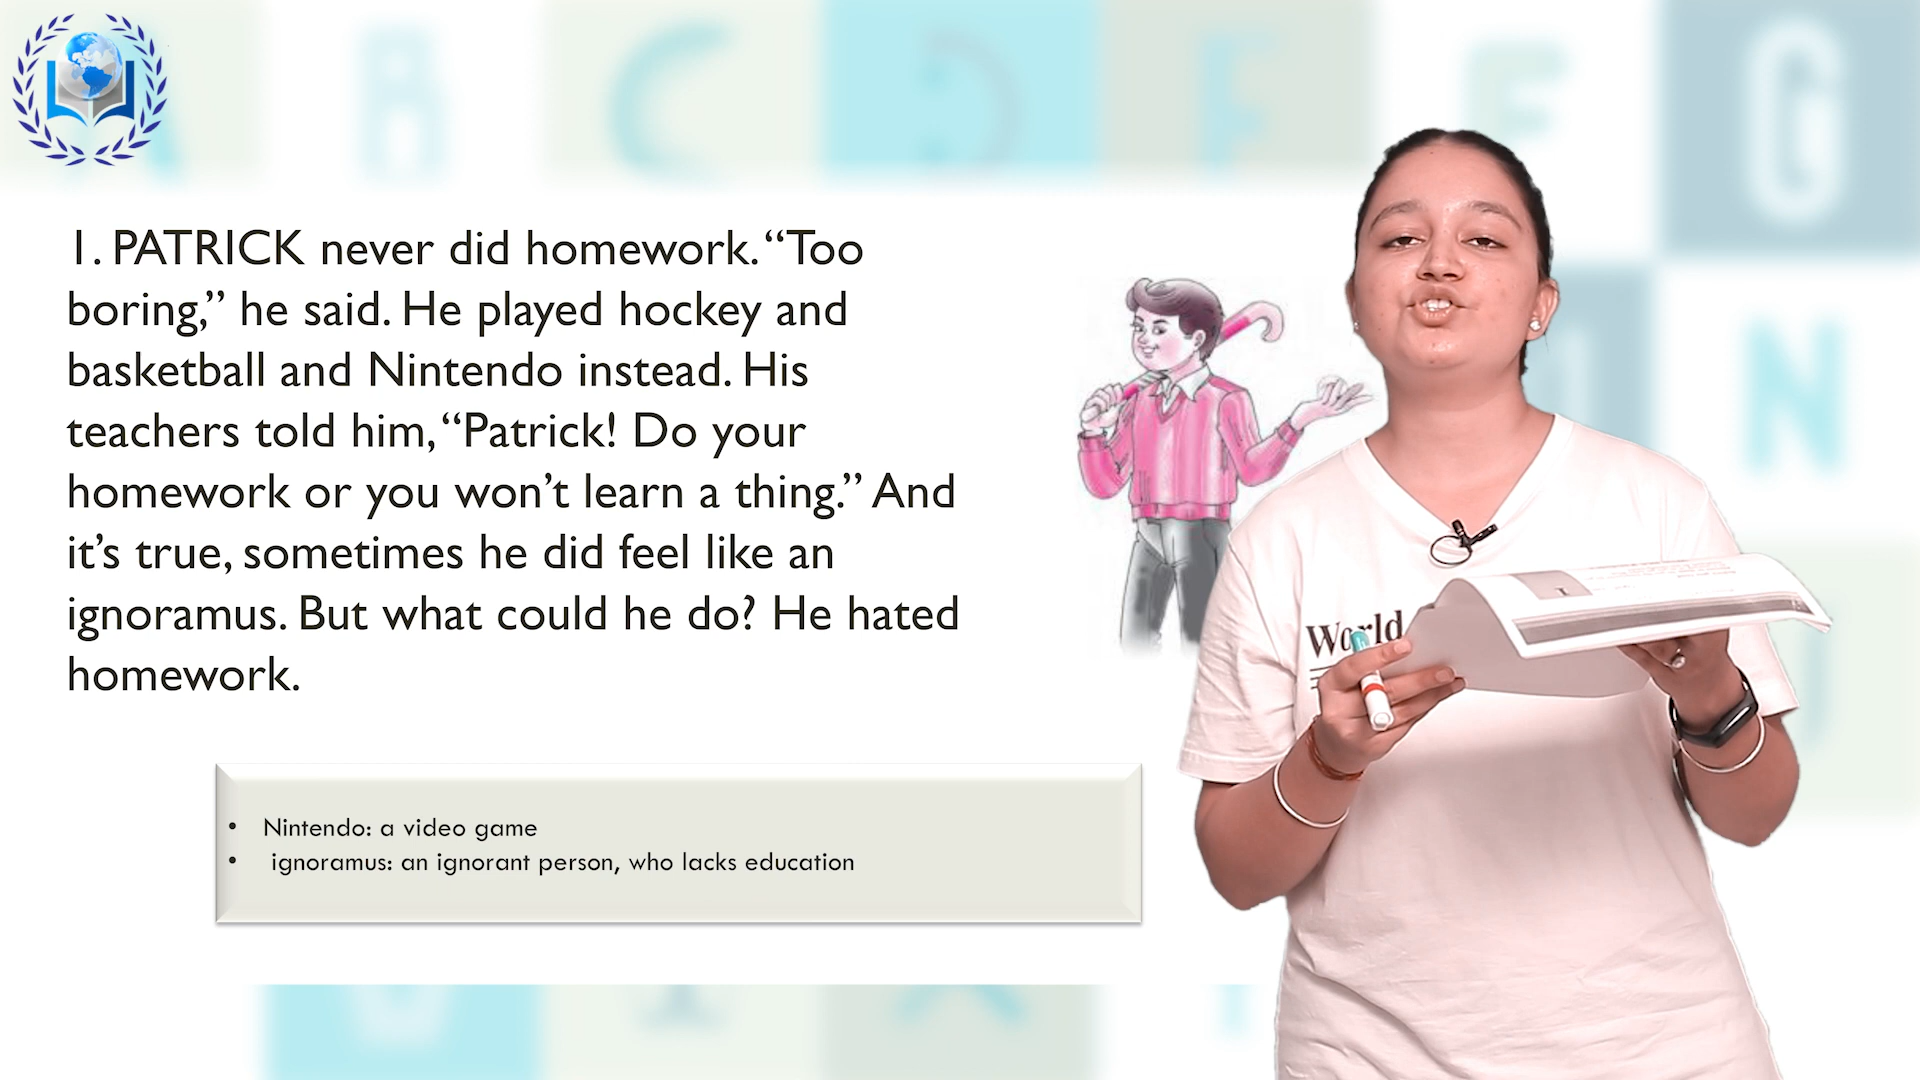 1. PATRICK never did homework. “Too
boring,” he said. He played hockey and
basketball and Nintendo instead. His
teachers told him, “Patrick! Do your
homework or you won’t learn a thing.” And
it’s true, sometimes he did feel like an
ignoramus. But what could he do? He hated
homework.
• Nintendo: a video game
• ignoramus: an ignorant person, who lacks education
World
A B C D E F G
N